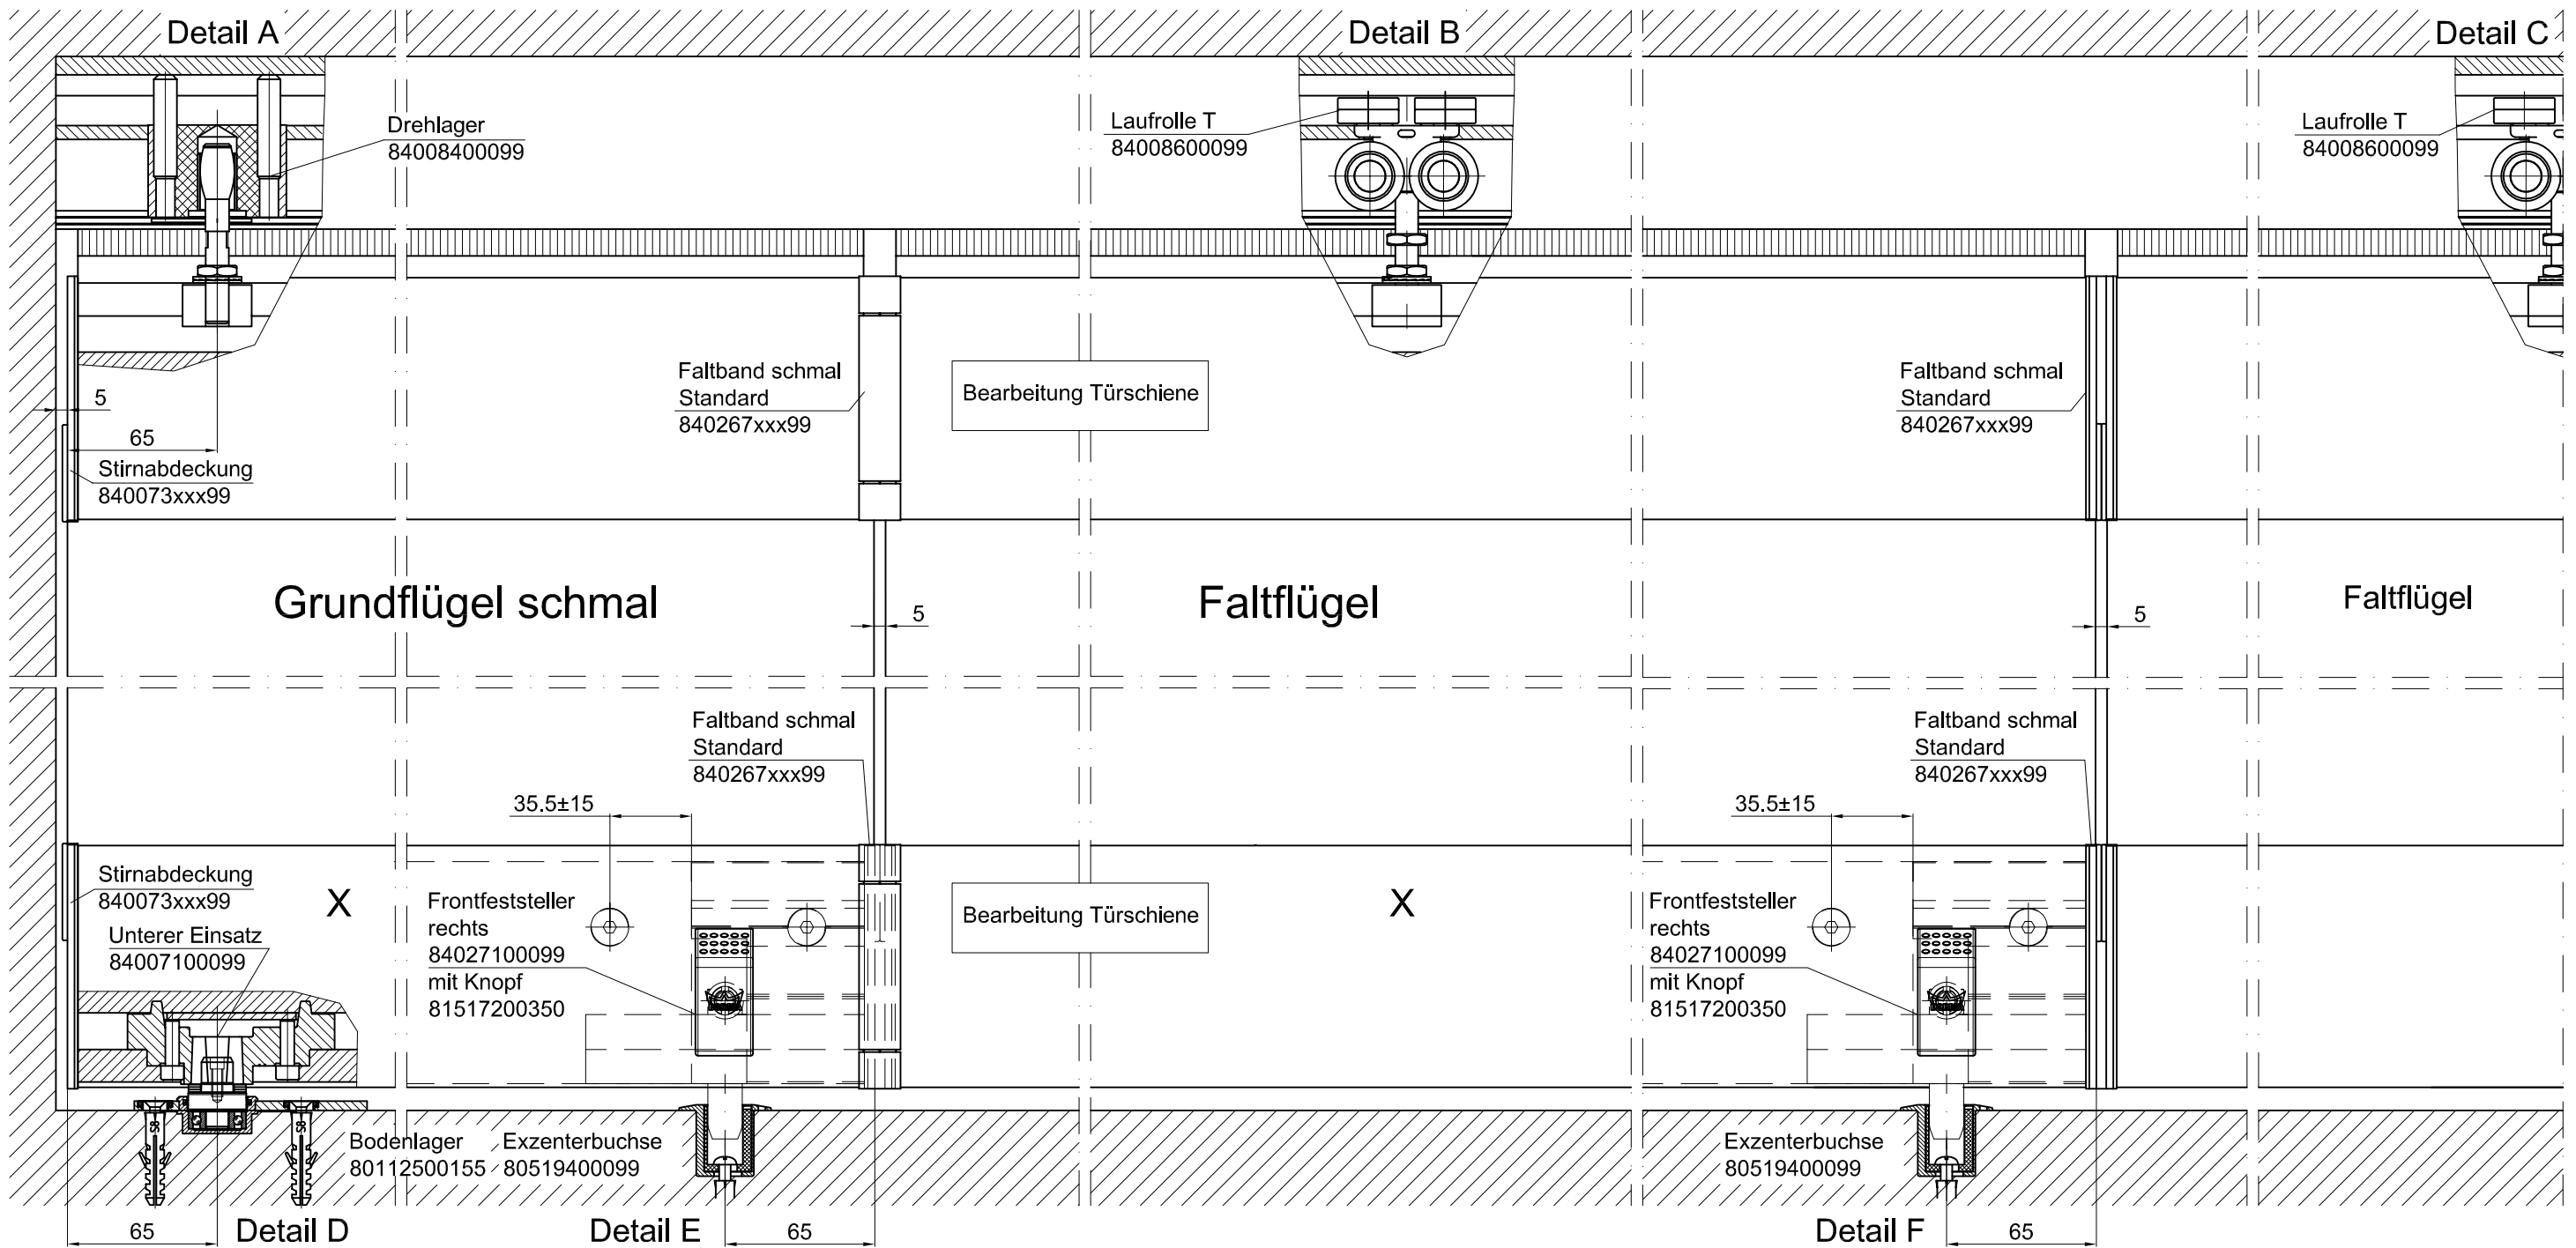 Detail A
Detail B
Detail C
Drehlager
84008400099
Laufrolle T
84008600099
Laufrolle T
84008600099
5
65
Stirnabdeckung
840073xxx99
Faltband schmal
Standard
840267xxx99
Bearbeitung Türschiene
Faltband schmal
Standard
840267xxx99
Grundflügel schmal
5
Faltflügel
5
Faltflügel
Faltband schmal
Standard
840267xxx99
Faltband schmal
Standard
840267xxx99
35.5±15
35.5±15
Stirnabdeckung
840073xxx99
Unterer Einsatz
84007100099
X
Frontfeststeller
rechts
84027100099
mit Knopf
81517200350
Bearbeitung Türschiene
X
Frontfeststeller
rechts
84027100099
mit Knopf
81517200350
S8
S8
Bodenlager
80112500155
Exzenterbuchse
80519400099
Exzenterbuchse
80519400099
65
Detail D
Detail E
65
Detail F
65